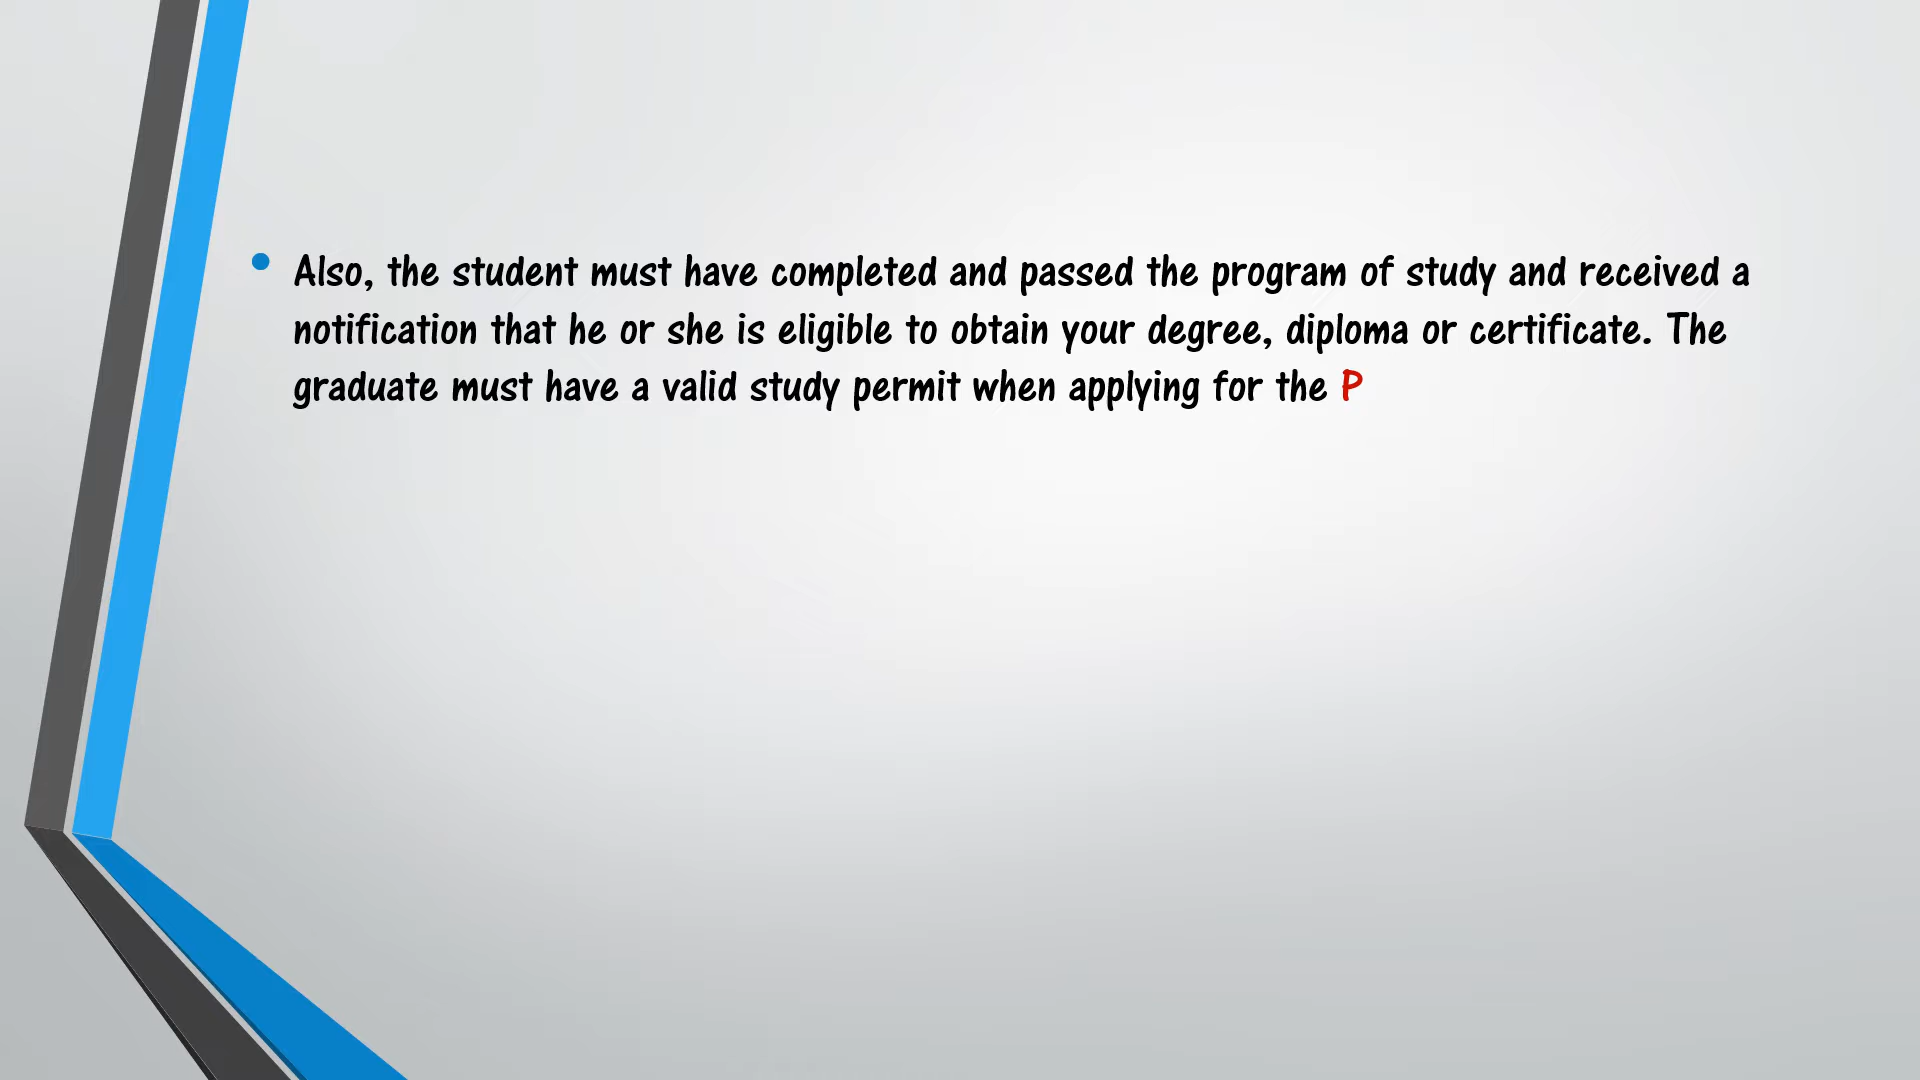 Also, the student must have completed and passed the program of study and received a
notification that he or she is eligible to obtain your degree, diploma or certificate. The
graduate must have a valid study permit when applying for the P